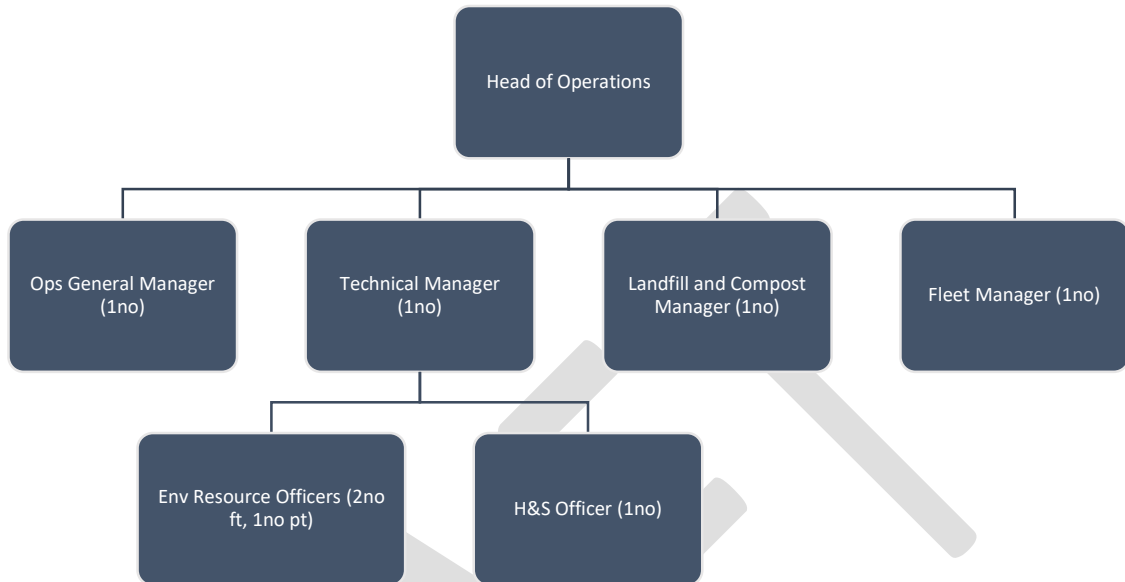 Head of Operations
Ops General Manager
(1no)
Technical Manager
(1no)
Landfill and Compost
Manager (1no)
Fleet Manager (1no)
Env Resource Officers (2no
ft, 1no pt)
H&S Officer (1no)